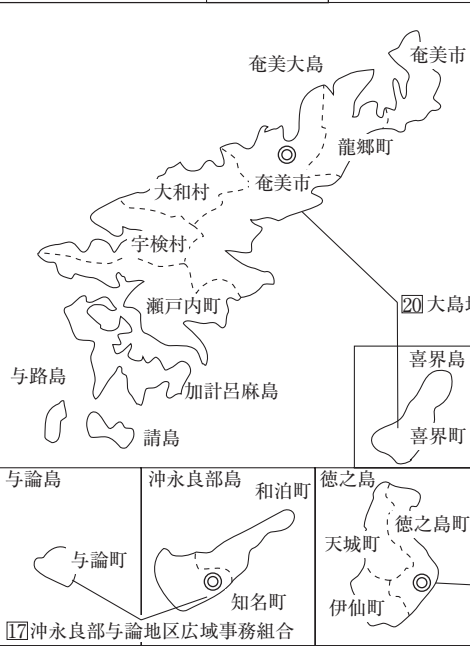 奄美市
奄美大島
龍郷町
奄美市
大和村
宇検村
瀬戸内町
20 大島地
喜界島
与路島
加計呂麻島
請島
喜界町
与論島
沖永良部島
和泊町
徳之島
徳之島町
天城町
与論町
知名町
伊仙町
17 沖永良部与論地区広域事務組合